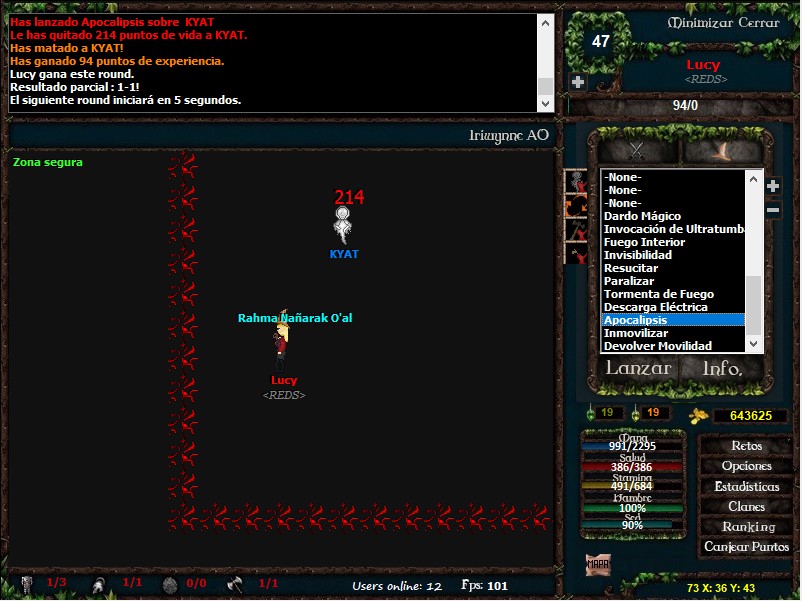 Has lanzado Apocalipsis sobre KYAT
Le has quitado 214 puntos de vida a KYAT.
Has matado a KYAT!
Has ganado 94 puntos de experiencia.
Lucy gana este round.
Resultado parcial : 1-1!
El siguiente round iniciará en 5 segundos.
47
Minimizar Cerrar
Lucy
<REDS>
94/0
Iriwynne AO
Zona segura
214
KYAT
Rahma Nañarak O'al
Lucy
<REDS>
-None-
-None-
-None-
Dardo Mágico
Invocación de Ultratumb
Fuego Interior
Invisibilidad
Resucitar
Paralizar
Tormenta de Fuego
Descarga Eléctrica
Apocalipsis
Inmovilizar
Devolver Movilidad
Lanzar Info.
19 19 643625
Mana
991/2295
Salud
386/386
Stamina
491/684
Hambre
100%
Sed
90%
Retos
Opciones
Estadisticas
Clanes
Ranking
Canjear Puntos
MAPA
1/3 1/1 0/0 1/1 Users online: 12 Fps: 101
73 X: 36 Y: 43